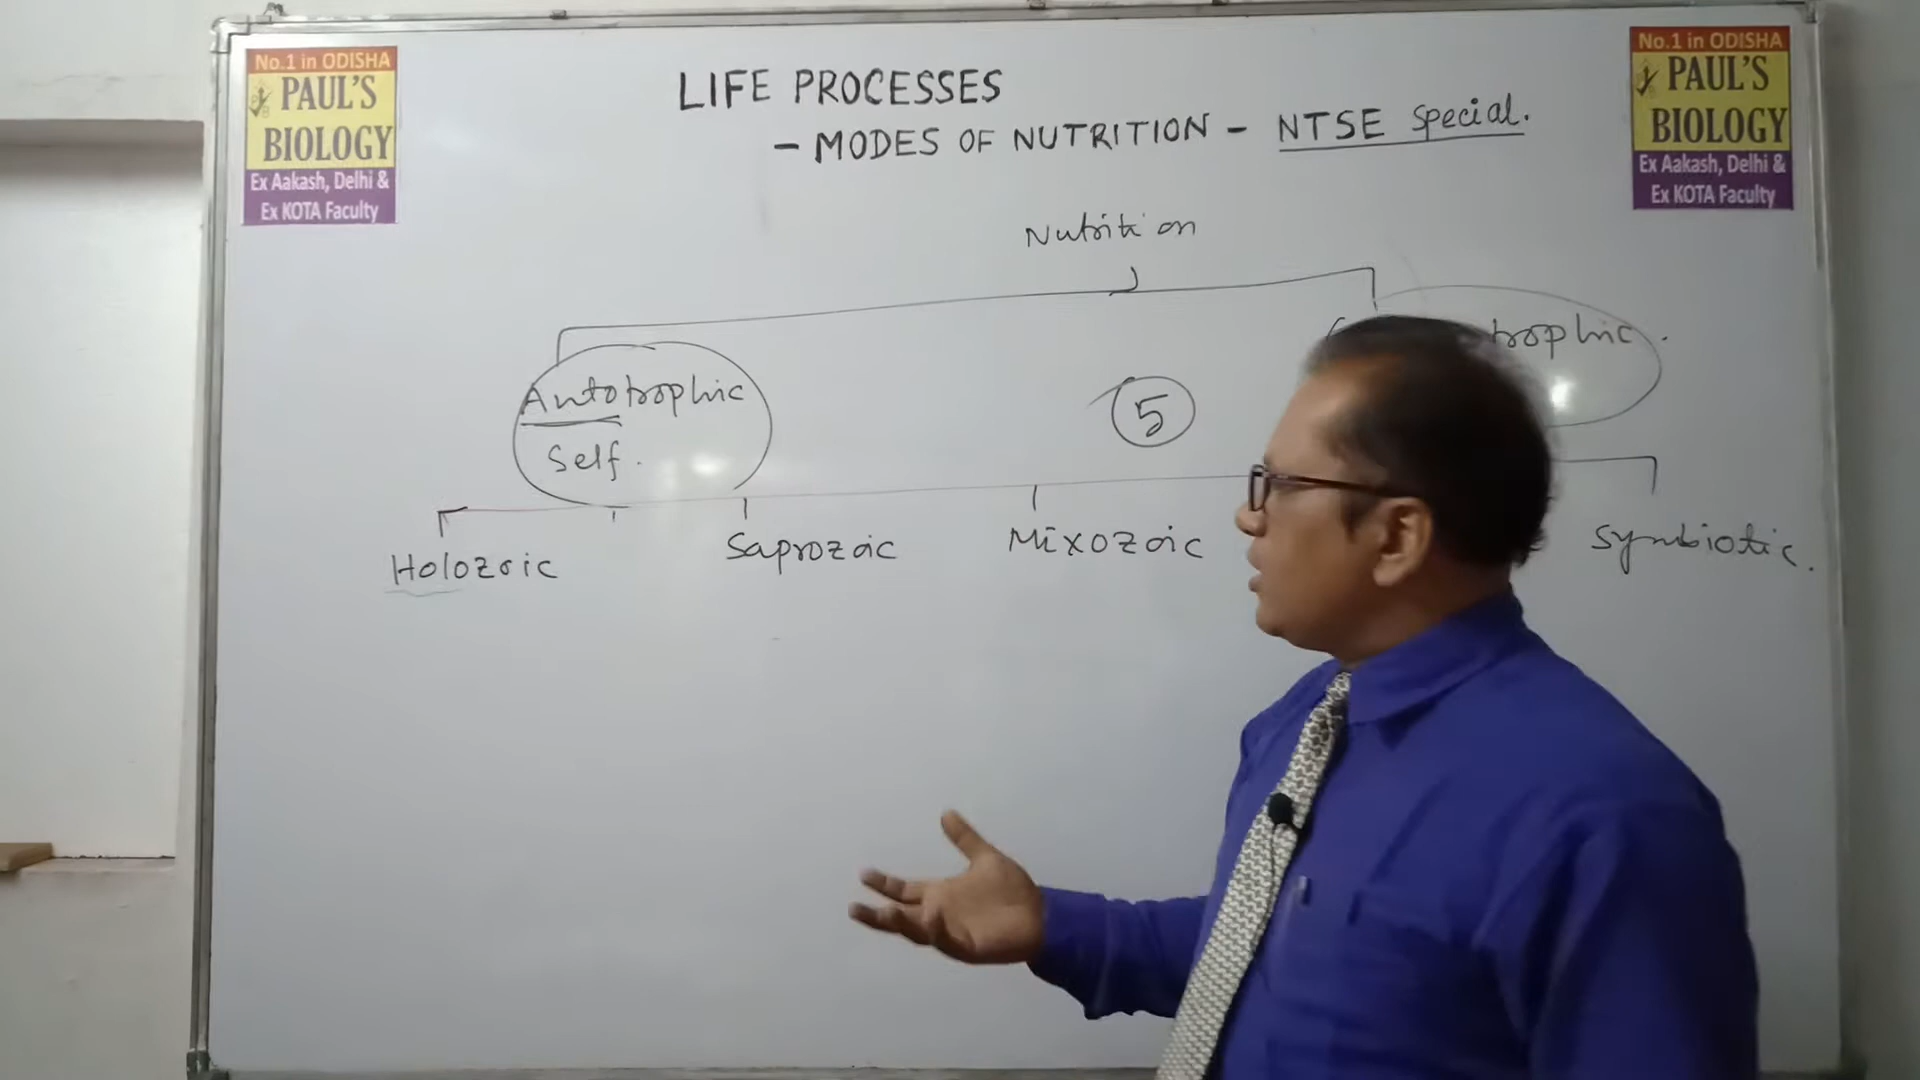 No.1 in ODISHA
PAUL'S
BIOLOGY
Ex Aakash, Delhi &
Ex KOTA Faculty
LIFE PROCESSES
- MODES OF NUTRITION - NTSE Special.
No.1 in ODISHA
PAUL'S
BIOLOGY
Ex Aakash, Delhi &
Ex KOTA Faculty
Nutrition
Autotrophic
Self.
5
trophic.
Holozoic Saprozoic Mixozoic Symbiotic.